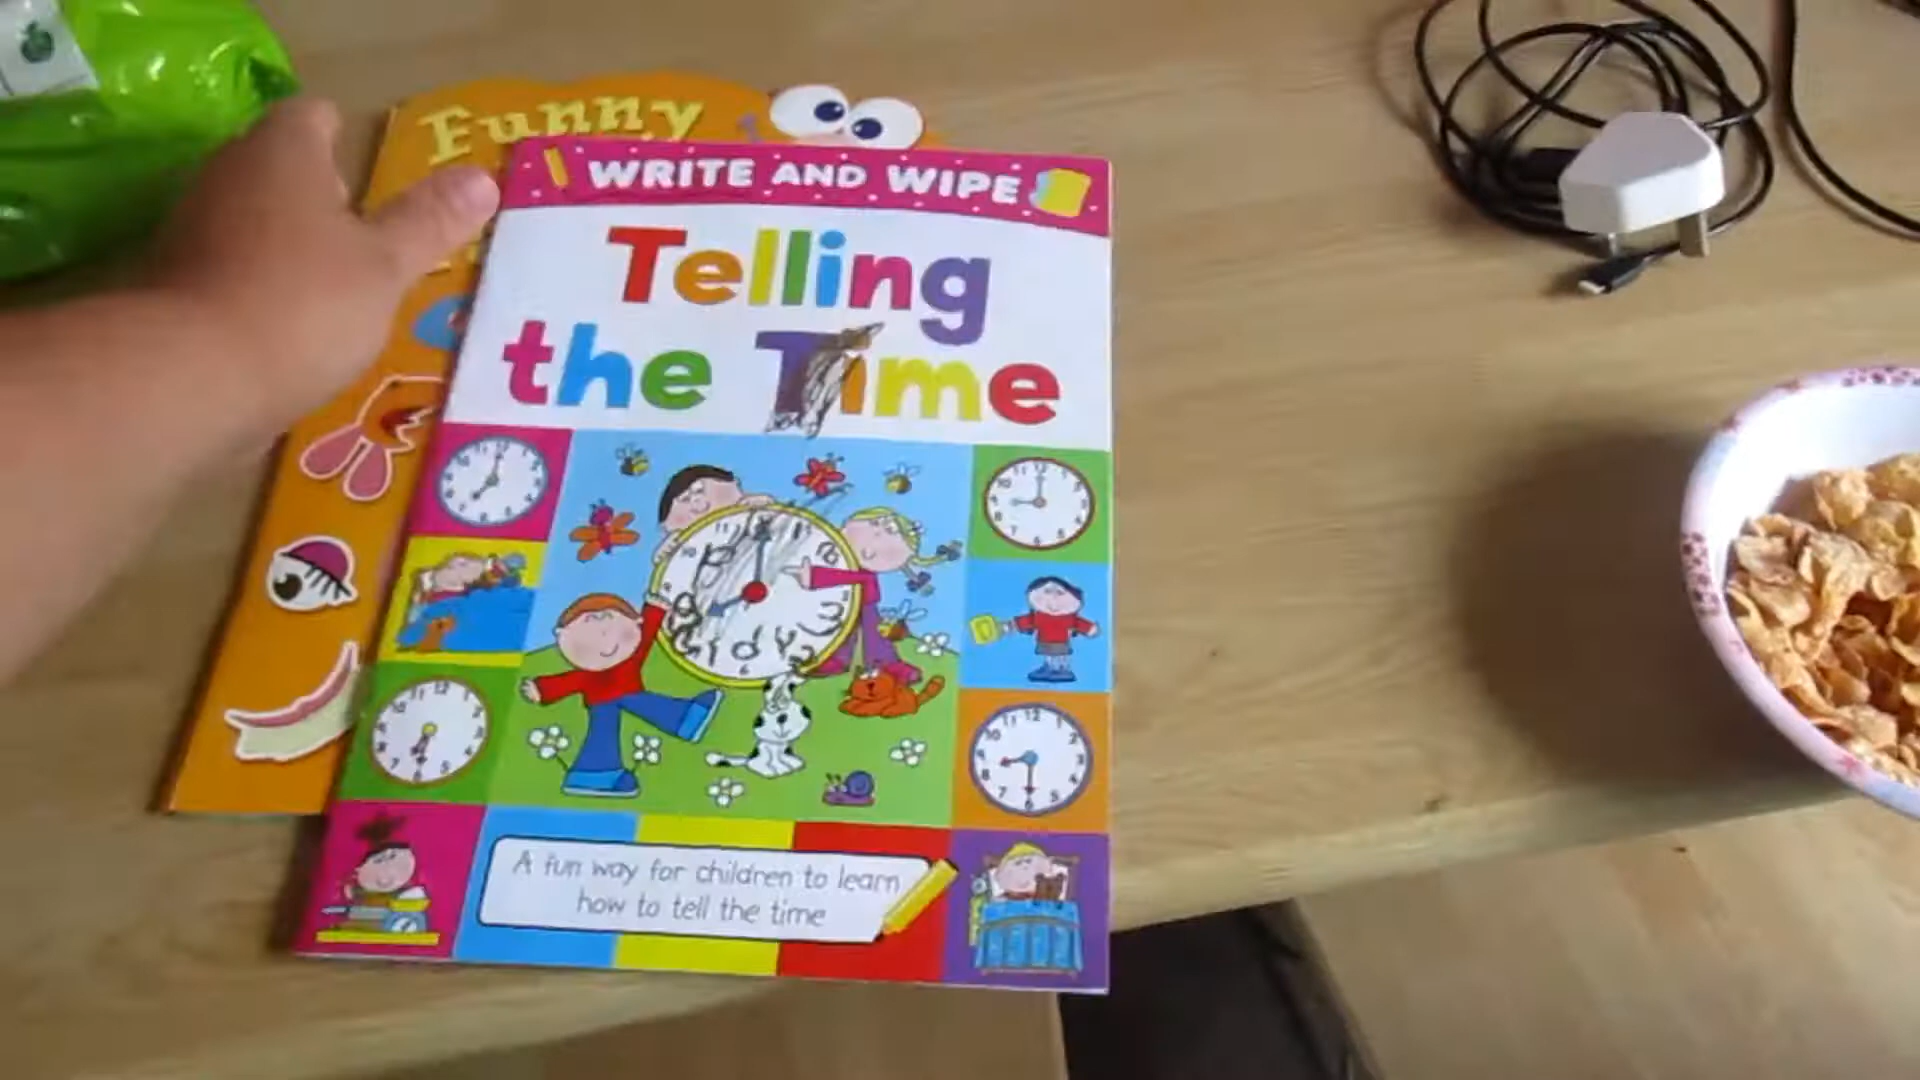 Funny
WRITE AND WIPE
Telling
the Time
A fun way for children to learn
how to tell the time